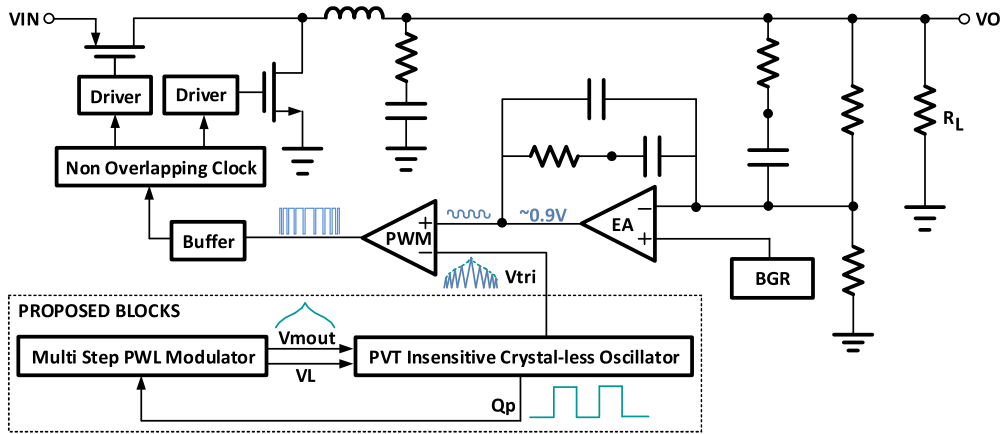 VIN
VO
Driver
Driver
RL
Non Overlapping Clock
~0.9V
+
−
EA
+
PWM
−
Buffer
Vtri
BGR
PROPOSED BLOCKS
Vmout
Multi Step PWL Modulator
PVT Insensitive Crystal-less Oscillator
VL
Qp